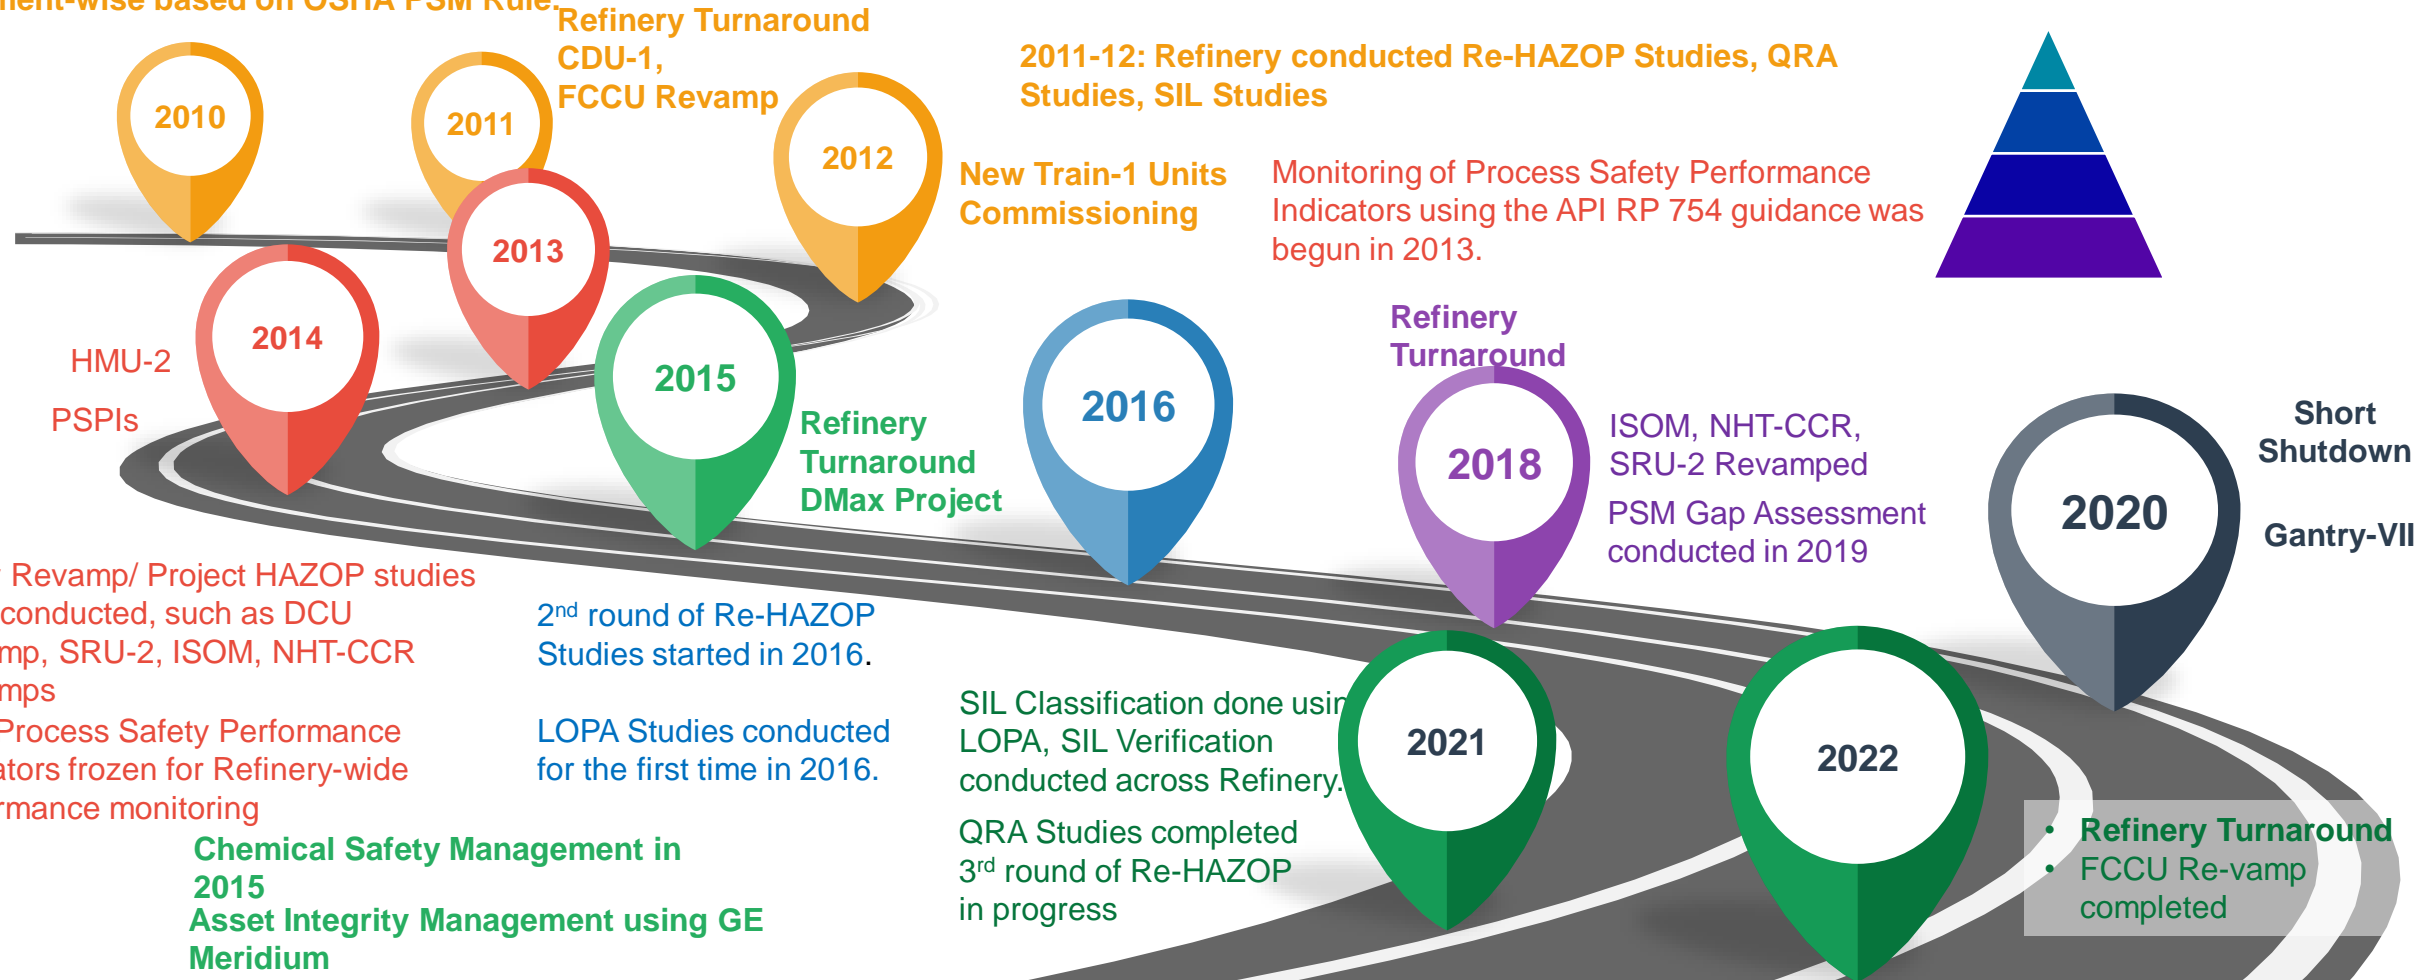 based on OSHA PSM Rule.
2010
2011
Refinery Turnaround
CDU-1,
FCCU Revamp
2012
2011-12: Refinery conducted Re-HAZOP Studies, QRA
Studies, SIL Studies
New Train-1 Units
Commissioning
Monitoring of Process Safety Performance
Indicators using the API RP 754 guidance was
begun in 2013.
2013
2014
HMU-2
PSPIs
2015
Refinery
Turnaround
DMax Project
2016
Refinery
Turnaround
2018
ISOM, NHT-CCR,
SRU-2 Revamped
PSM Gap Assessment
conducted in 2019
2020
Short
Shutdown
Gantry-VII
Revamp/ Project HAZOP studies
conducted, such as DCU
SRU-2, ISOM, NHT-CCR
Process Safety Performance
frozen for Refinery-wide
monitoring
2nd round of Re-HAZOP
Studies started in 2016.
LOPA Studies conducted
for the first time in 2016.
Chemical Safety Management in
2015
Asset Integrity Management using GE
Meridium
SIL Classification done
LOPA, SIL Verification
conducted across Refinery.
QRA Studies completed
3rd round of Re-HAZOP
in progress
2021
2022
• Refinery Turnaround
• FCCU Re-vamp
completed